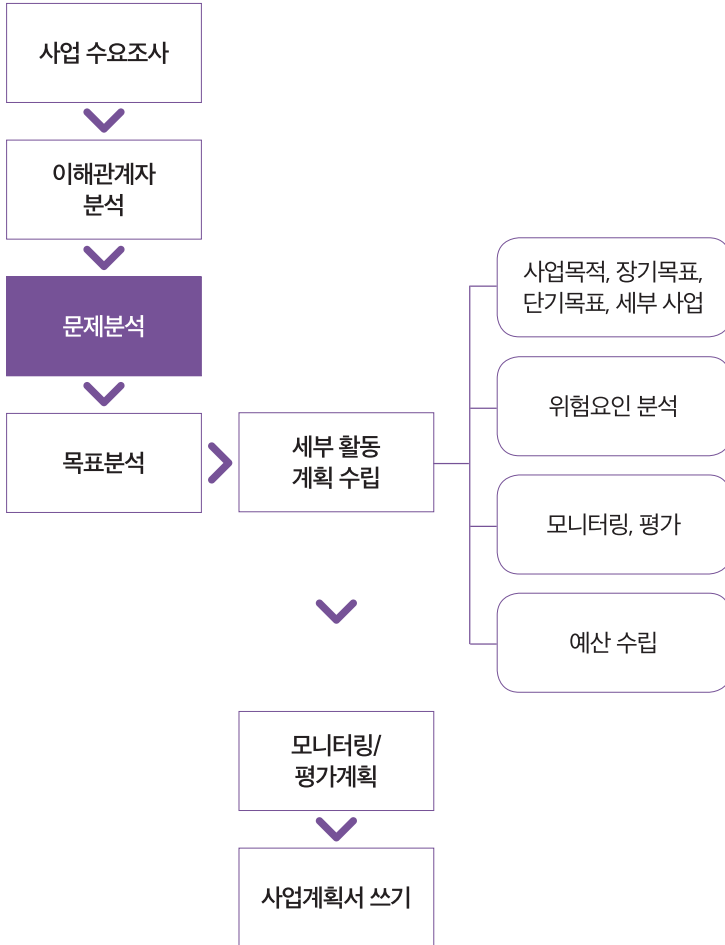 사업 수요조사
이해관계자
분석
문제분석
목표분석
세부 활동
계획 수립
사업목적, 장기목표,
단기목표, 세부 사업
위험요인 분석
모니터링, 평가
예산 수립
모니터링/
평가계획
사업계획서 쓰기